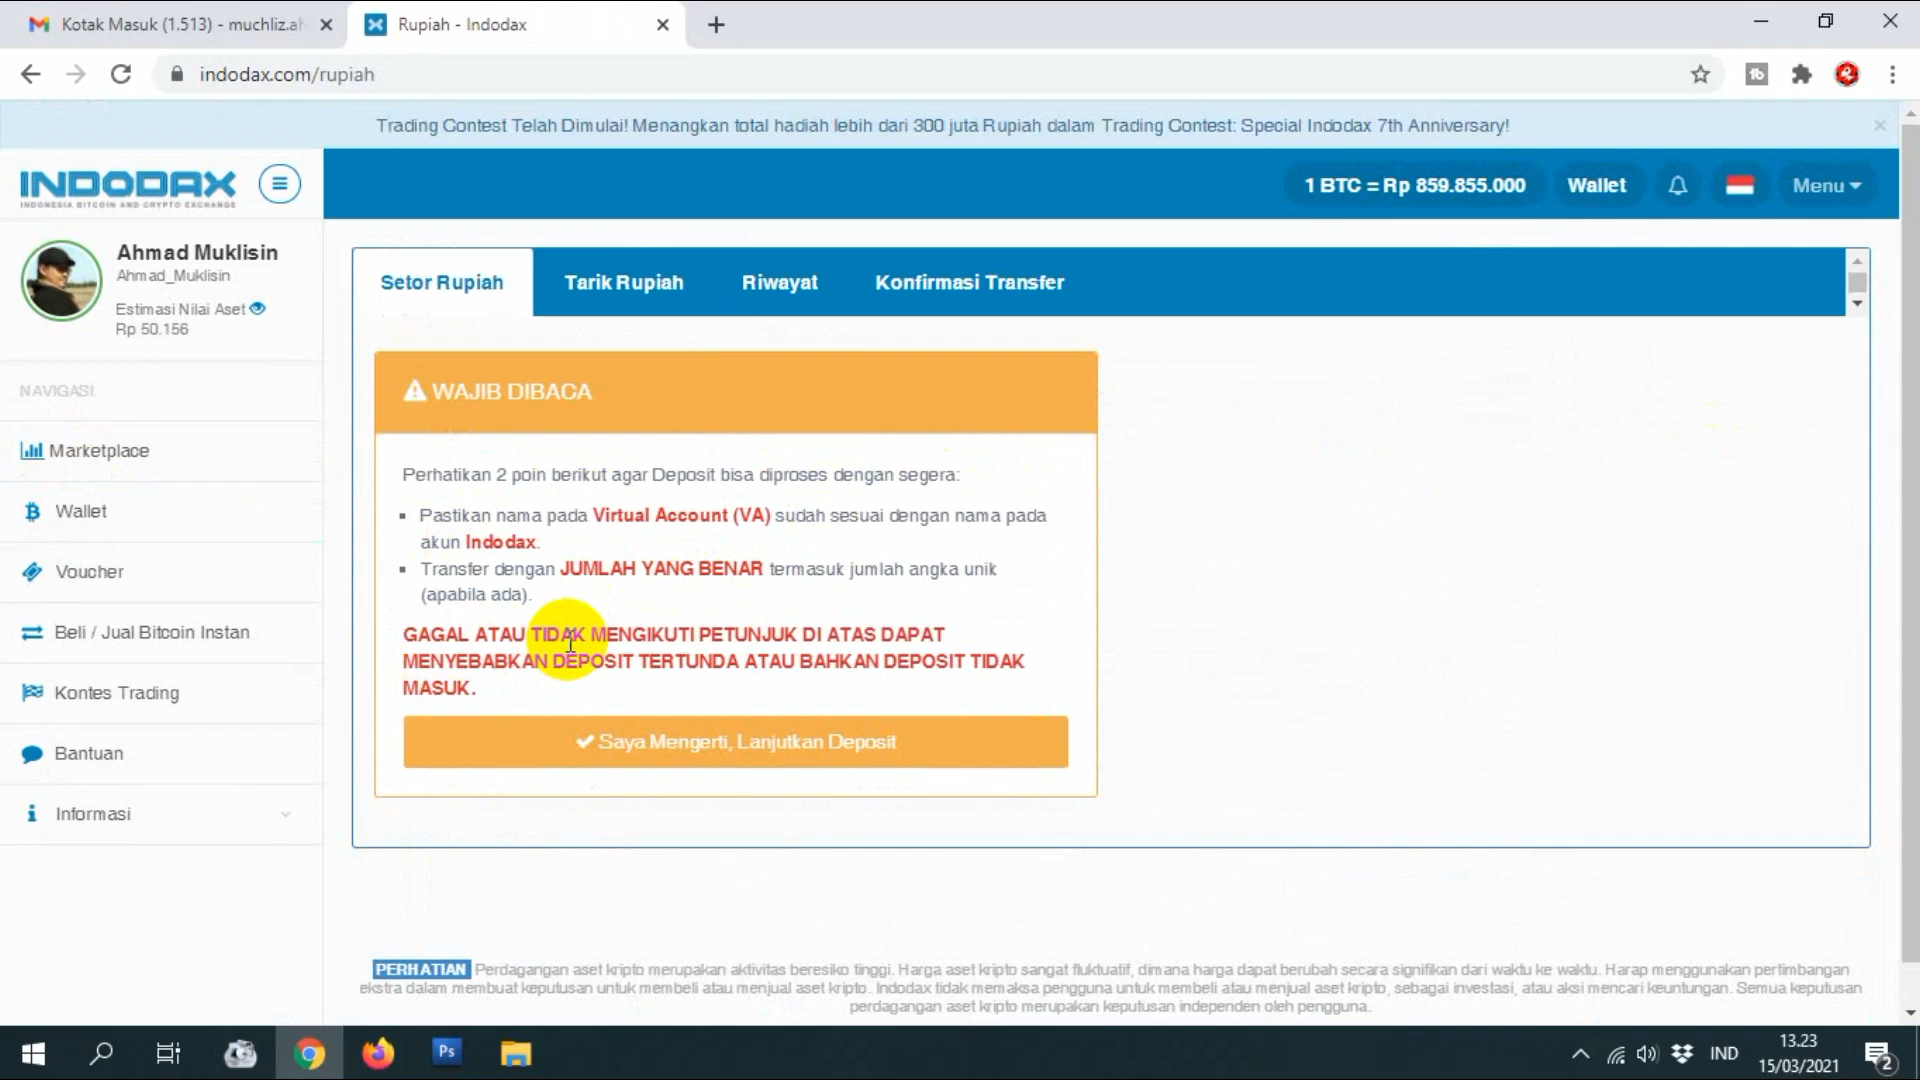 Kotak Masuk (1.513) - muchliz.ah
Rupiah - Indodax
indodax.com/rupiah
Trading Contest Telah Dimulai! Menangkan total hadiah lebih dari 300 juta Rupiah dalam Trading Contest: Special Indodax 7th Anniversary!
INDODAX
INDONESIA BITCOIN AND CRYPTO EXCHANGE
1 BTC = Rp 859.855.000
Wallet
Menu
Ahmad Muklisin
Ahmad_Muklisin
Estimasi Nilai Aset
Rp 50.156
NAVIGASI
Marketplace
Wallet
Voucher
Beli / Jual Bitcoin Instan
Kontes Trading
Bantuan
Informasi
Setor Rupiah
Tarik Rupiah
Riwayat
Konfirmasi Transfer
WAJIB DIBACA
Perhatikan 2 poin berikut agar Deposit bisa diproses dengan segera:
Pastikan nama pada Virtual Account (VA) sudah sesuai dengan nama pada
akun Indodax.
Transfer dengan JUMLAH YANG BENAR termasuk jumlah angka unik
(apabila ada).
GAGAL ATAU TIDAK MENGIKUTI PETUNJUK DI ATAS DAPAT
MENYEBABKAN DEPOSIT TERTUNDA ATAU BAHKAN DEPOSIT TIDAK
MASUK.
Saya Mengerti, Lanjutkan Deposit
PERHATIAN Perdagangan aset kripto merupakan aktivitas beresiko tinggi. Harga aset kripto sangat fluktuatif, dimana harga dapat berubah secara signifikan dari waktu ke waktu. Harap menggunakan pertimbangan
ekstra dalam membuat keputusan untuk membeli atau menjual aset kripto. Indodax tidak memaksa pengguna untuk membeli atau menjual aset kripto, sebagai investasi, atau aksi mencari keuntungan. Semua keputusan
perdagangan aset kripto merupakan keputusan independen oleh pengguna.
Ps
IND
13.23
15/03/2021
2